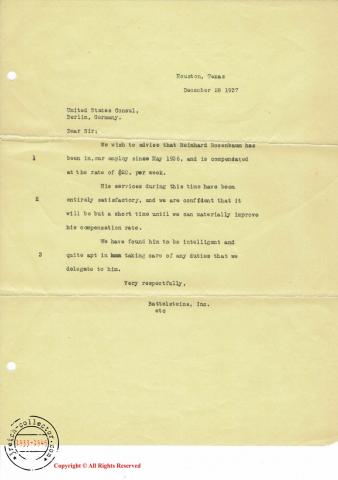 Houston, Texas
December 28 1937
United States Consul,
Berlin, Germany.
Dear Sir:
We wish to advise that Reinhard Rosenbaum has
1 been in our employ since May 1936, and is compensated
at the rate of $20. per week.
His services during this time have been
2 entirely satisfactory, and we are confident that it
will be but a short time until we can materially improve
his compensation rate.
We have found him to be intelligent and
3 quite apt in taking care of any duties that we
delegate to him.
Very respectfully,
Battelsteins, Inc.
etc
ireich-collector.com
1933-1945
Copyright © All Rights Reserved